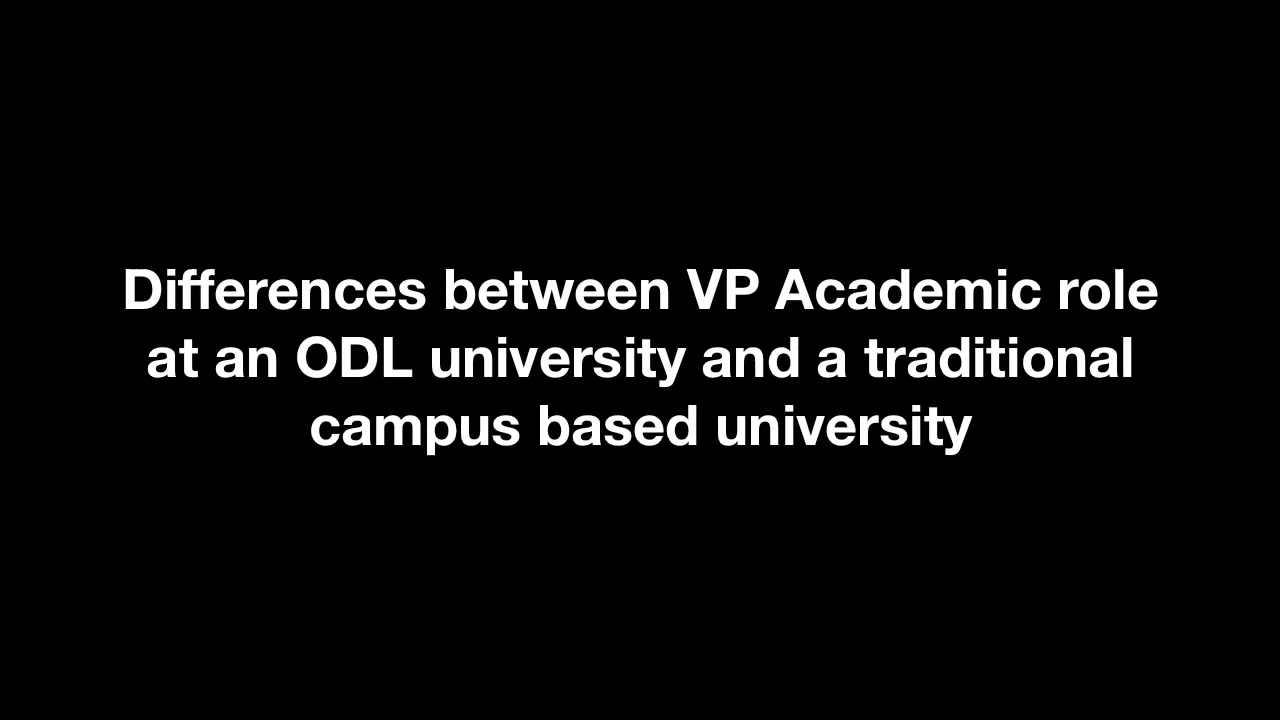 Differences between VP Academic role
at an ODL university and a traditional
campus based university